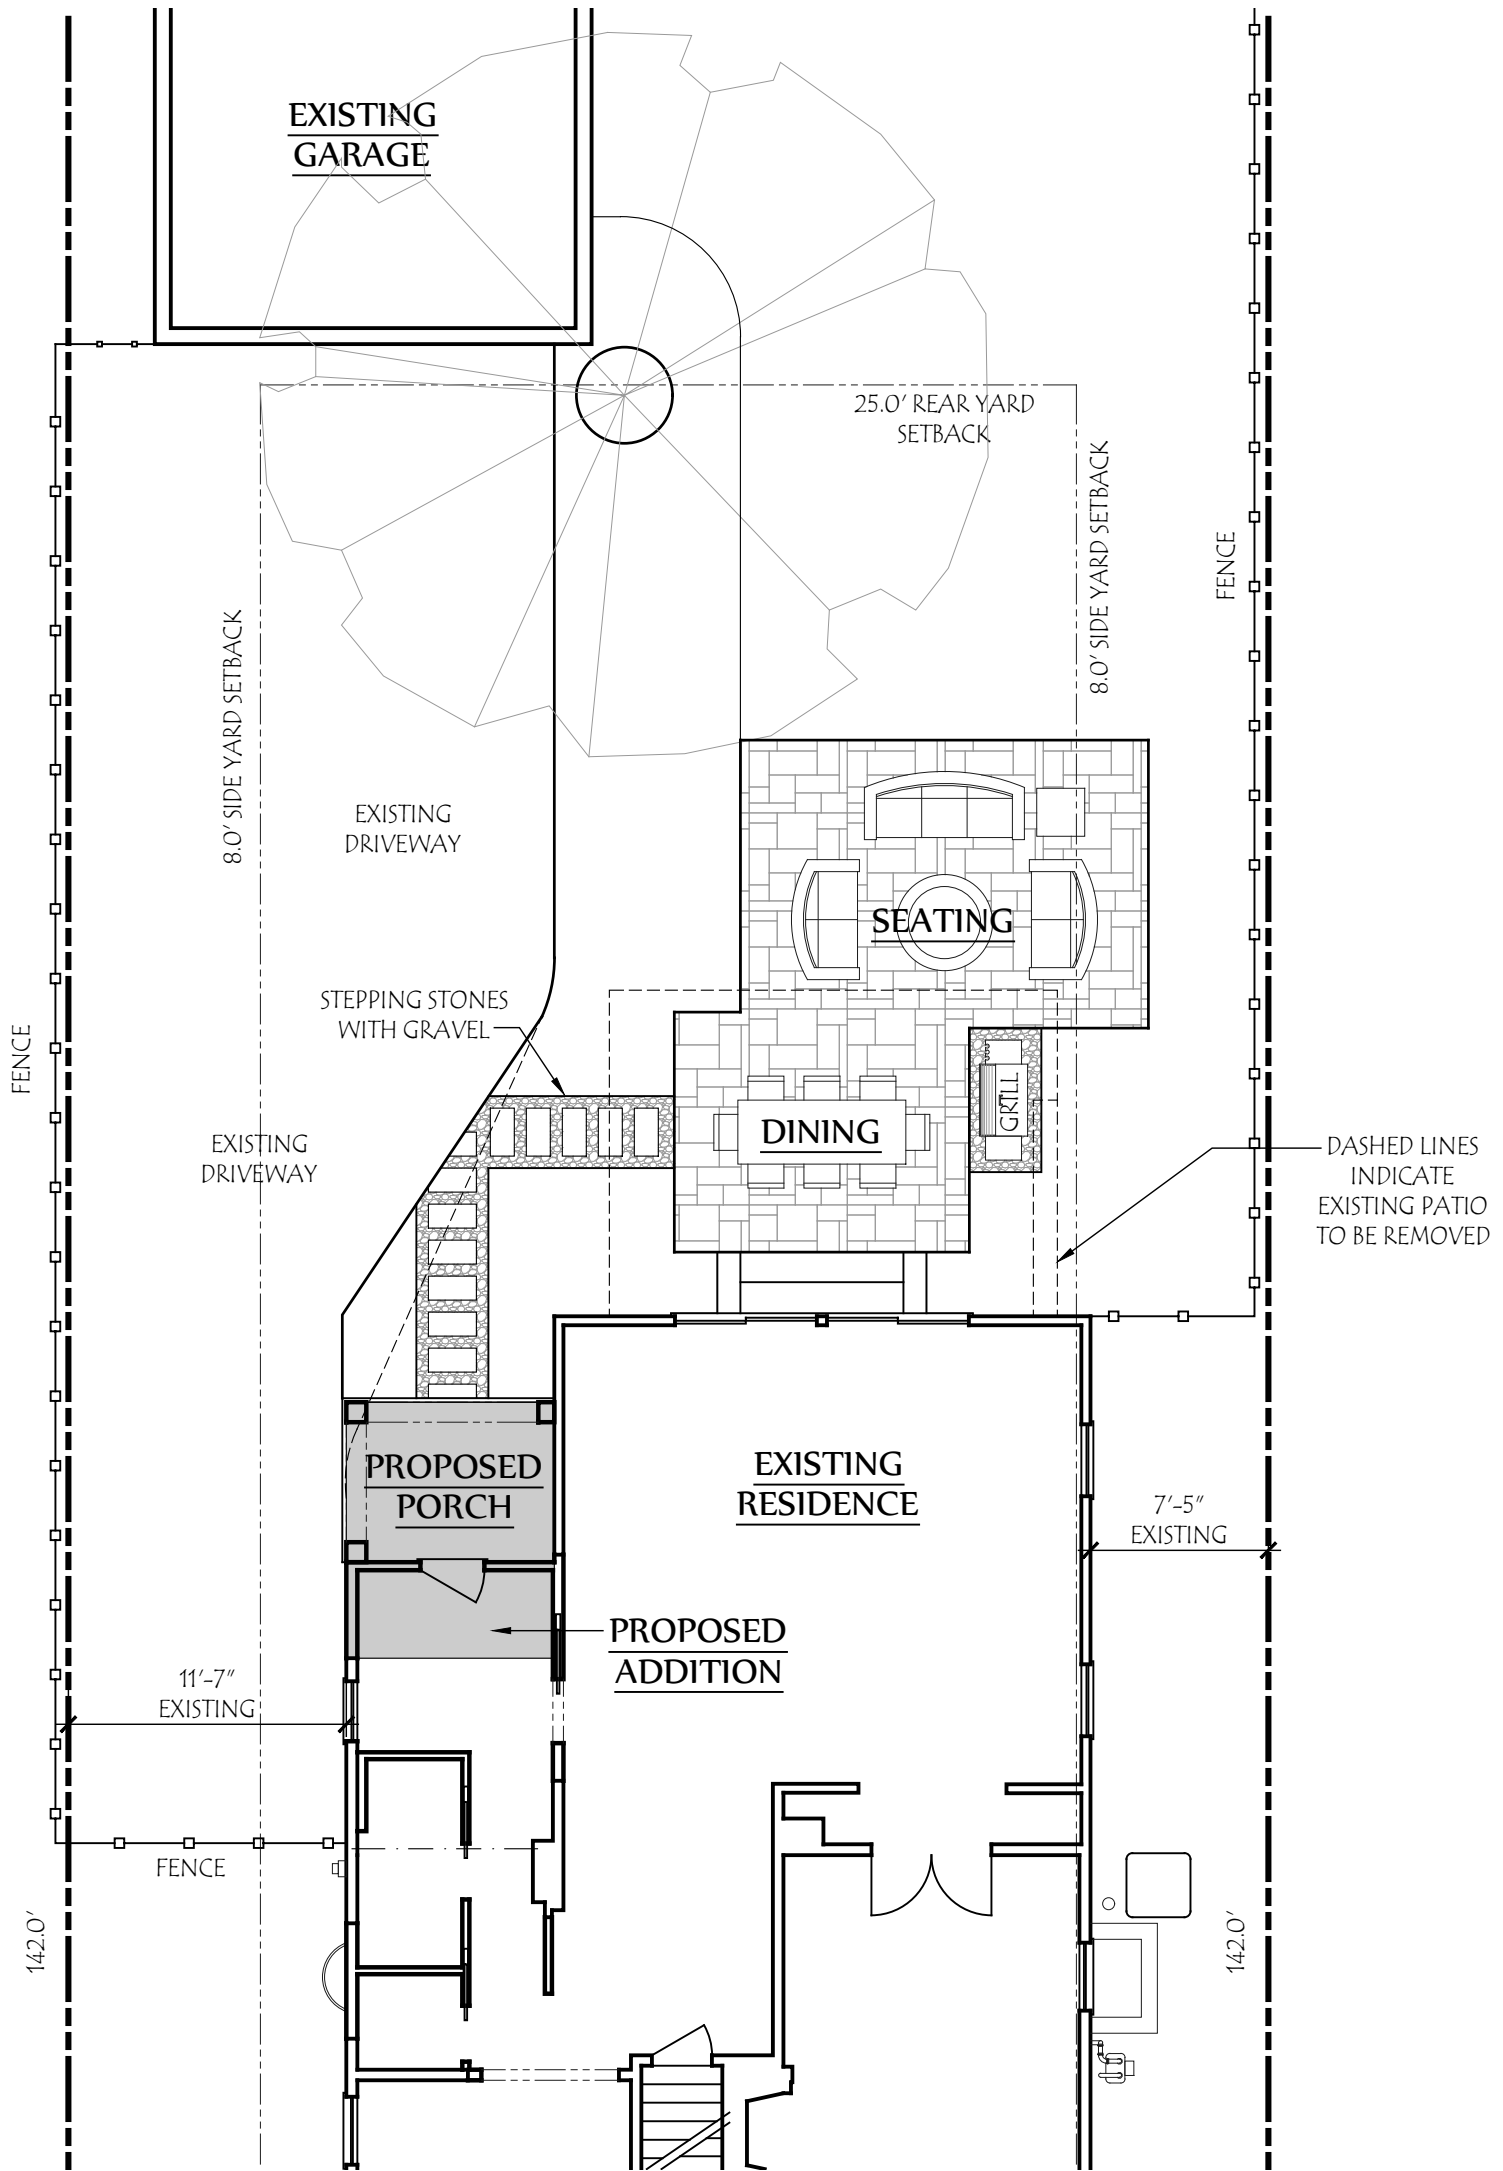 EXISTING
GARAGE
25.0' REAR YARD
SETBACK
8.0' SIDE YARD SETBACK
FENCE
8.0' SIDE YARD SETBACK
EXISTING
DRIVEWAY
SEATING
STEPPING STONES
WITH GRAVEL
FENCE
GRILL
DINING
EXISTING
DRIVEWAY
DASHED LINES
INDICATE
EXISTING PATIO
TO BE REMOVED
PROPOSED
PORCH
EXISTING
RESIDENCE
7'-5"
EXISTING
PROPOSED
ADDITION
11'-7"
EXISTING
FENCE
142.0'
142.0'